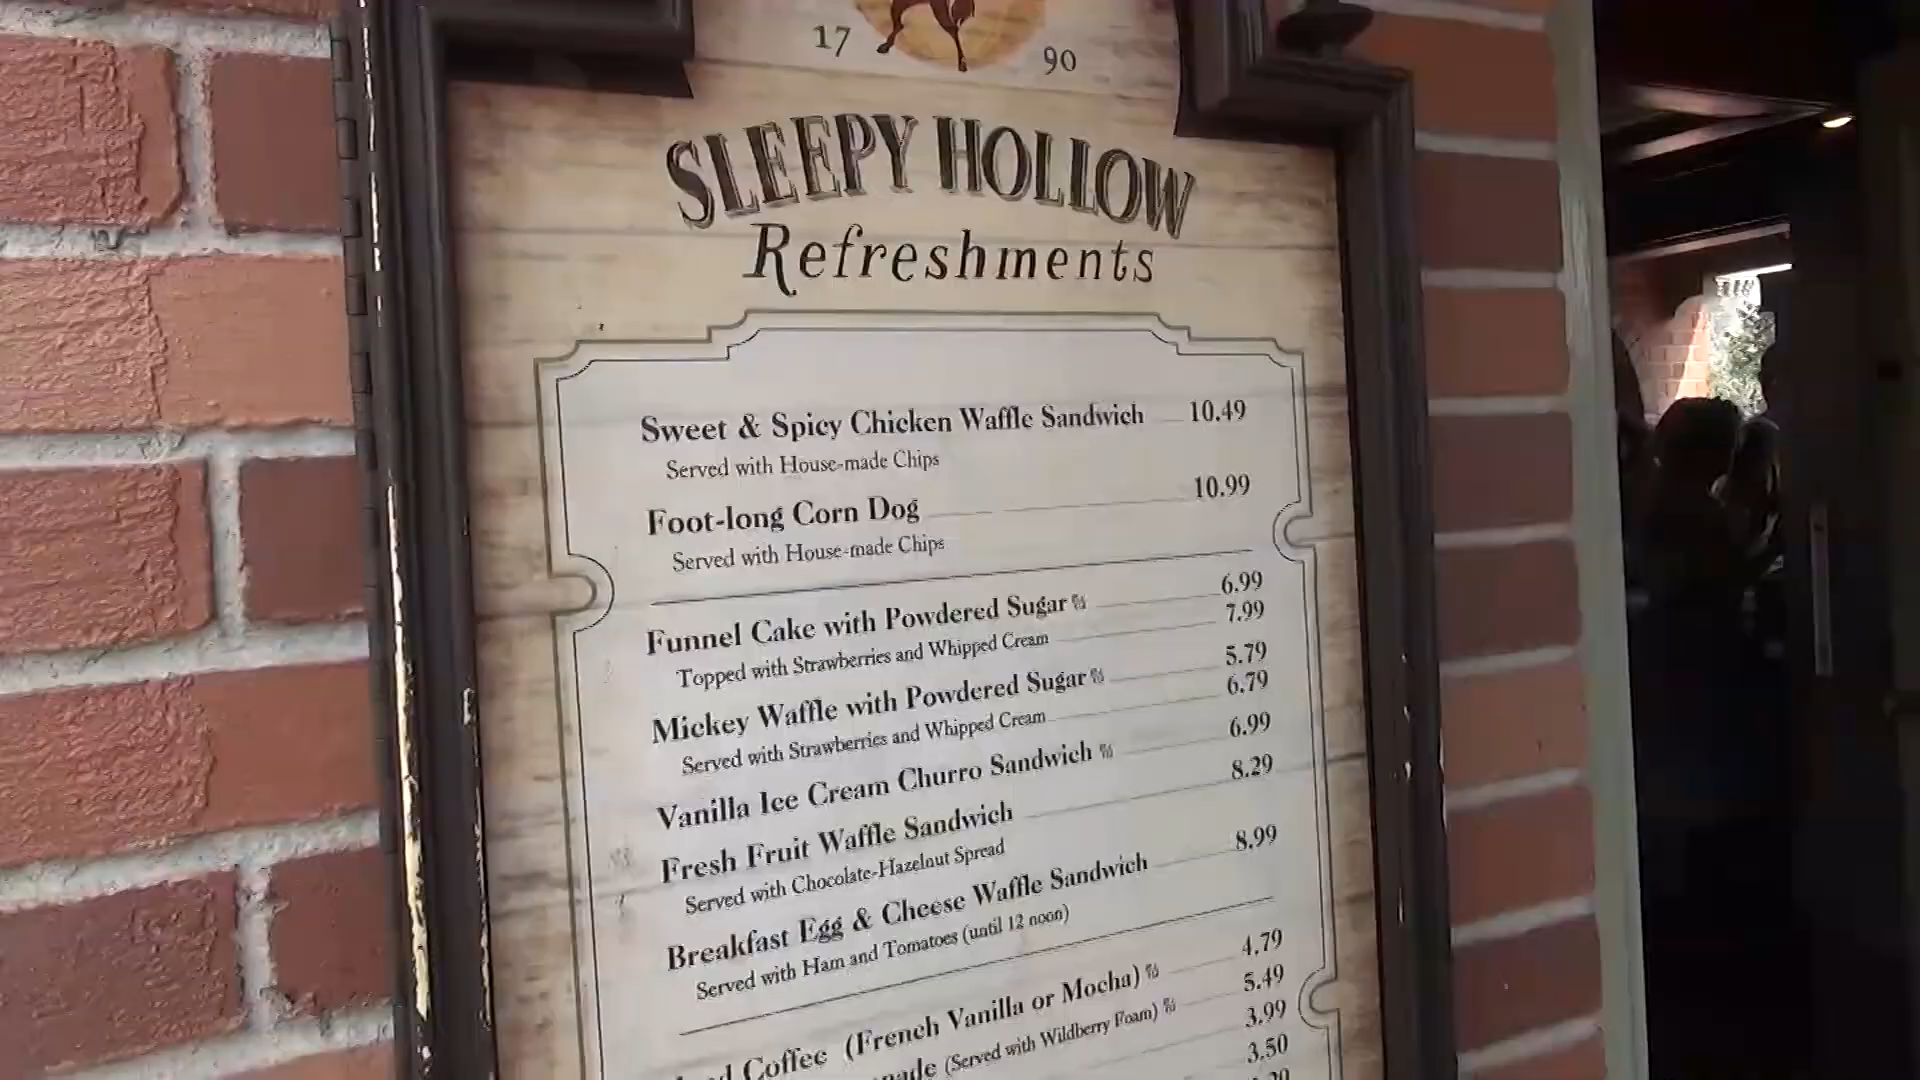 17 90
SLEEPY HOLLOW
Refreshments
Sweet & Spicy Chicken Waffle Sandwich 10.49
Served with House-made Chips
Foot-long Corn Dog 10.99
Served with House-made Chips
Funnel Cake with Powdered Sugar 6.99
Topped with Strawberries and Whipped Cream 7.99
Mickey Waffle with Powdered Sugar 5.79
Served with Strawberries and Whipped Cream 6.79
Vanilla Ice Cream Churro Sandwich 6.99
Fresh Fruit Waffle Sandwich 8.29
Served with Chocolate-Hazelnut Spread
Breakfast Egg & Cheese Waffle Sandwich 8.99
Served with Ham and Tomatoes (until 12 noon)
Coffee (French Vanilla or Mocha) 4.79
(Served with Wildberry Foam) 5.49
3.99
3.50